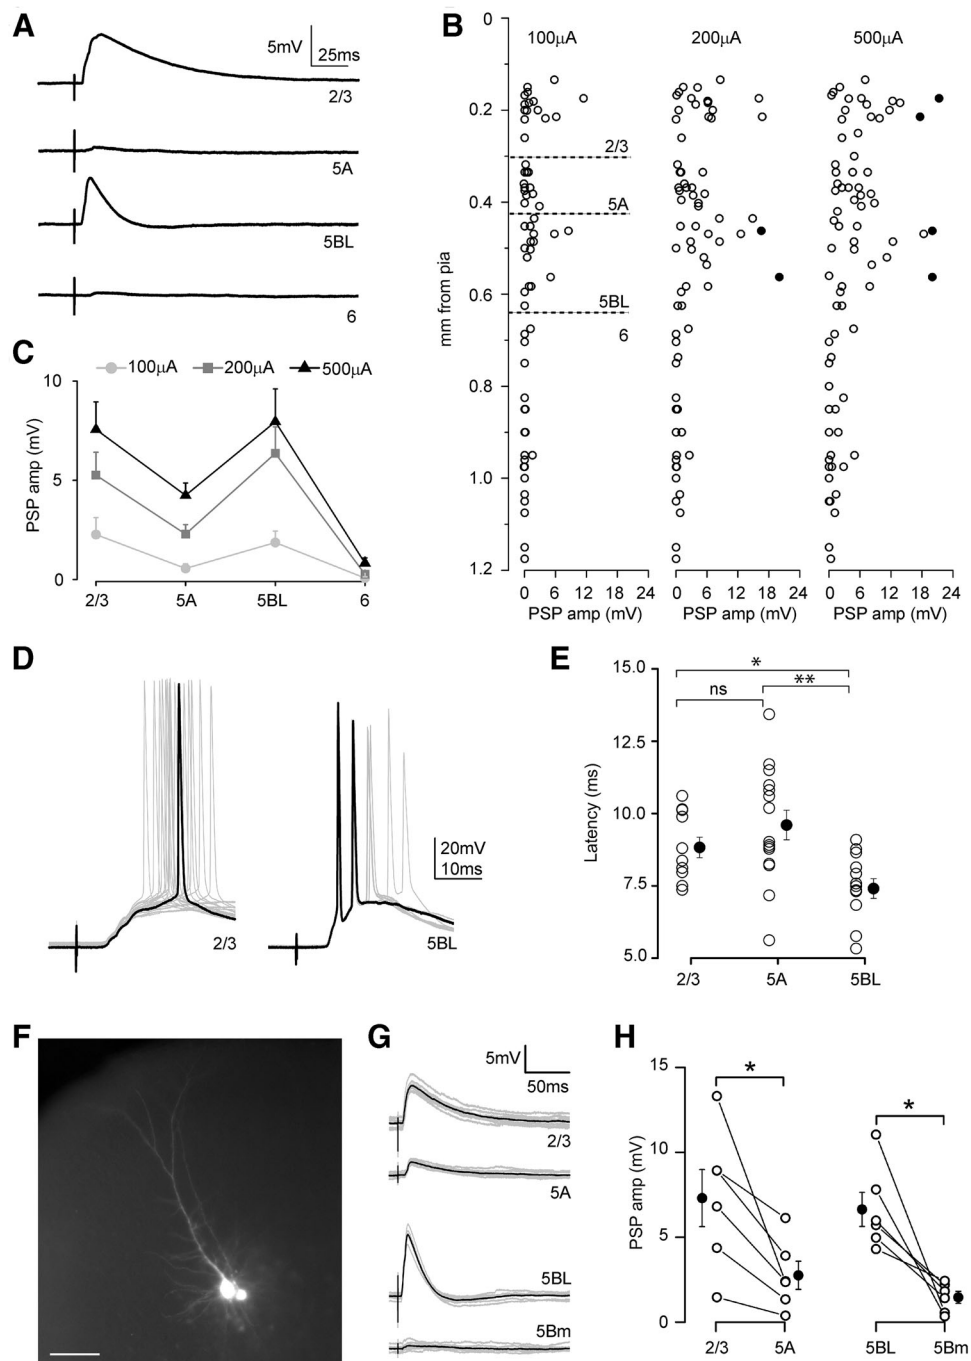 A
5mV
25ms
2/3
5A
5BL
6
B
100µA 200µA 500µA
0
0.2
0.4
0.6
0.8
1.0
1.2
mm from pia
2/3
5A
5BL
6
0 6 12 18 24 0 6 12 18 24 0 6 12 18 24
PSP amp (mV) PSP amp (mV) PSP amp (mV)
C
100µA 200µA 500µA
10
5
0
PSP amp (mV)
2/3 5A 5BL 6
D
20mV
10ms
2/3 5BL
E
15.0
12.5
10.0
7.5
5.0
Latency (ms)
*
ns **
2/3 5A 5BL
F
G
5mV
50ms
2/3
5A
5BL
5Bm
H
15
10
5
0
PSP amp (mV)
* *
2/3 5A 5BL 5Bm